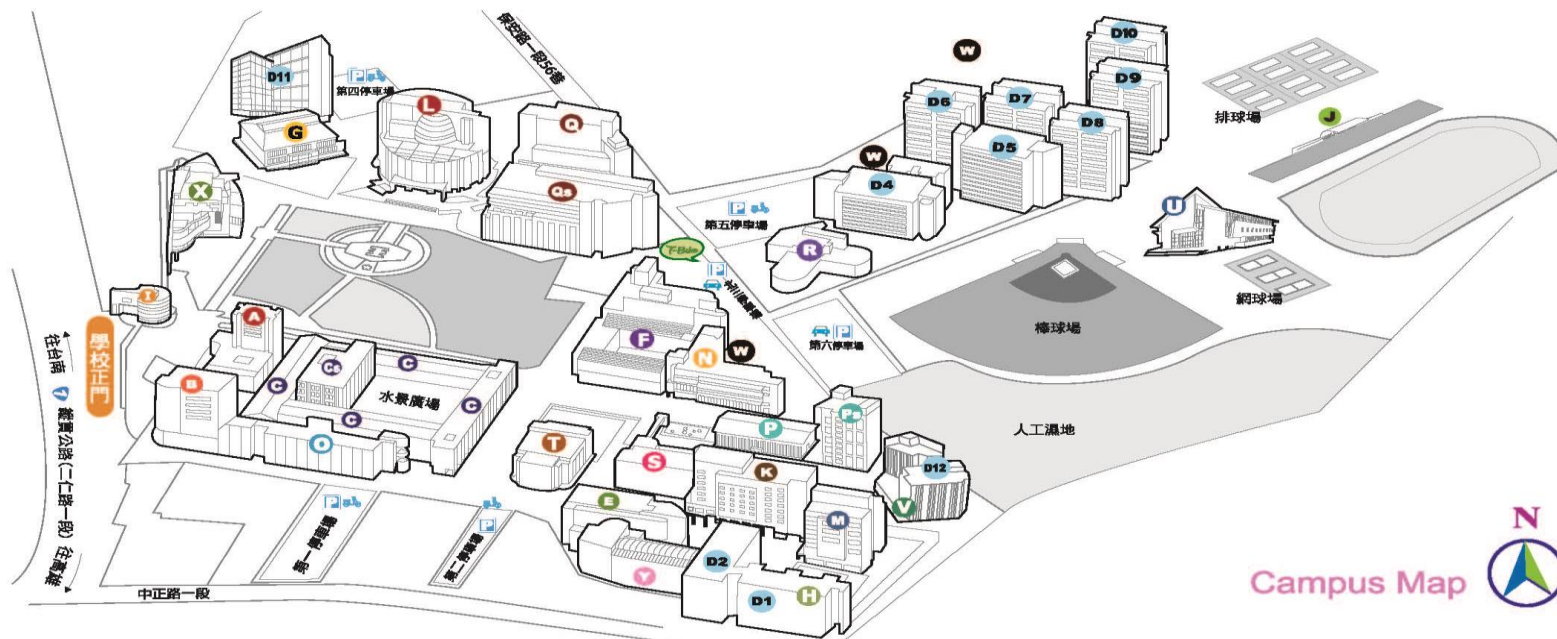 保安路一段56巷
W
D10
D11
P
第四停車場
L
D9
G
Q
D6
D7
D8
排球場
J
W
D5
X
Qs
D4
U
P
第五停車場
T-Bike
R
P
I
網球場
A
學校正門
F
棒球場
P
第六停車場
往台南
1
縱貫公路(二仁路一段)
往高雄
N
W
B
Cs
C
C
水景廣場
C
C
O
Ps
P
人工濕地
T
S
K
D12
V
P
第一停車場
P
第二停車場
E
M
Y
D2
D1
H
中正路一段
N
Campus Map